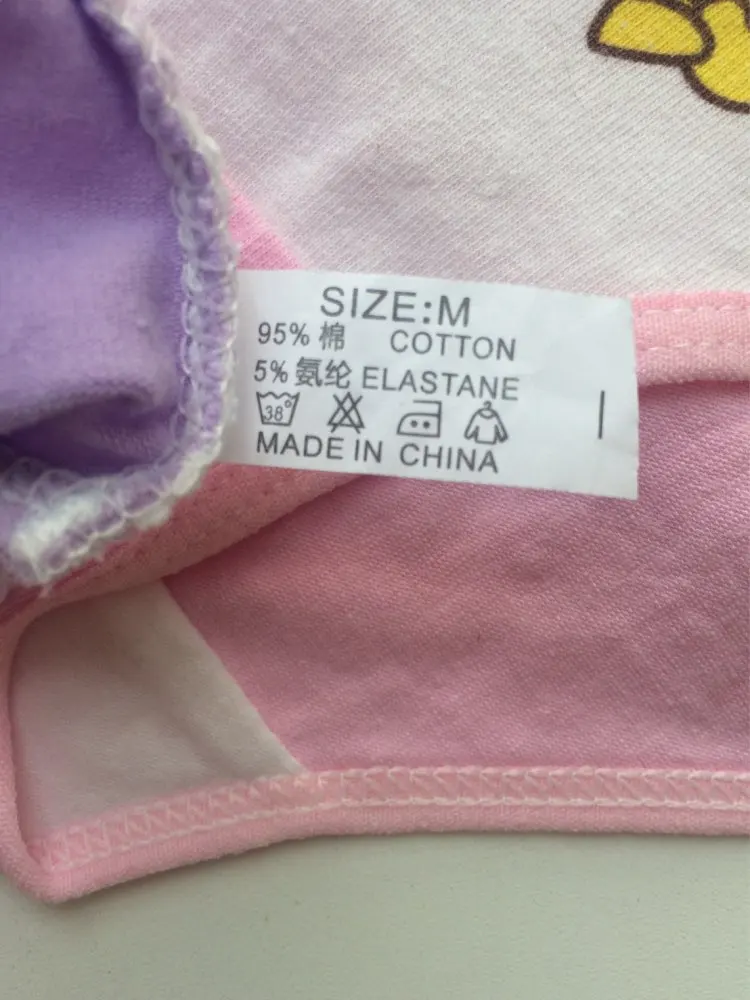 SIZE:M
95% 棉 COTTON
5% 氨纶 ELASTANE
38°
MADE IN CHINA